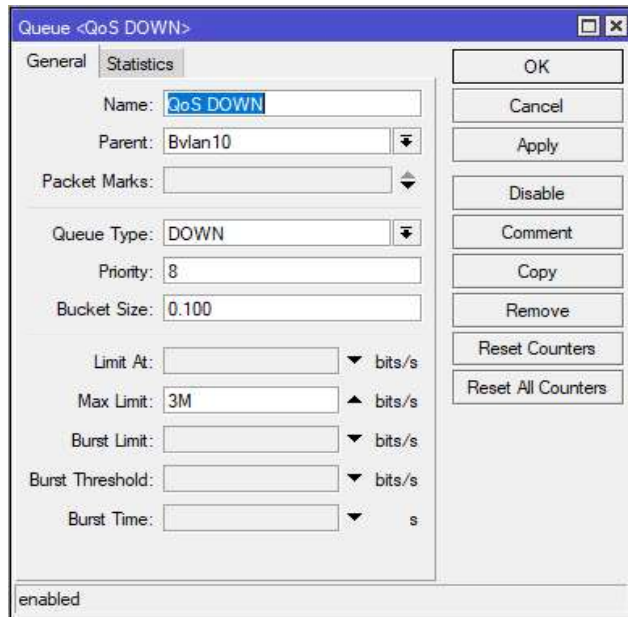 Queue <QoS DOWN>
General Statistics
Name: QoS DOWN
Parent: Bvlan10
Packet Marks:
Queue Type: DOWN
Priority: 8
Bucket Size: 0.100
Limit At: bits/s
Max Limit: 3M bits/s
Burst Limit: bits/s
Burst Threshold: bits/s
Burst Time: s
OK
Cancel
Apply
Disable
Comment
Copy
Remove
Reset Counters
Reset All Counters
enabled